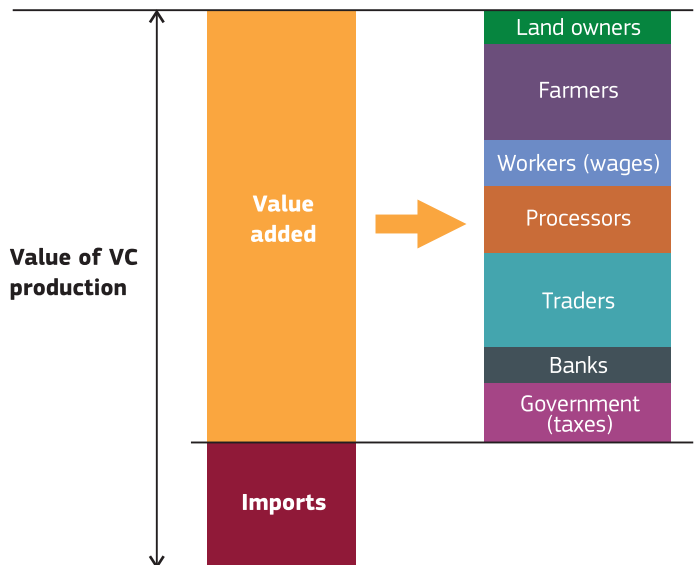 Value of VC
production
Value
added
Imports
Land owners
Farmers
Workers (wages)
Processors
Traders
Banks
Government
(taxes)